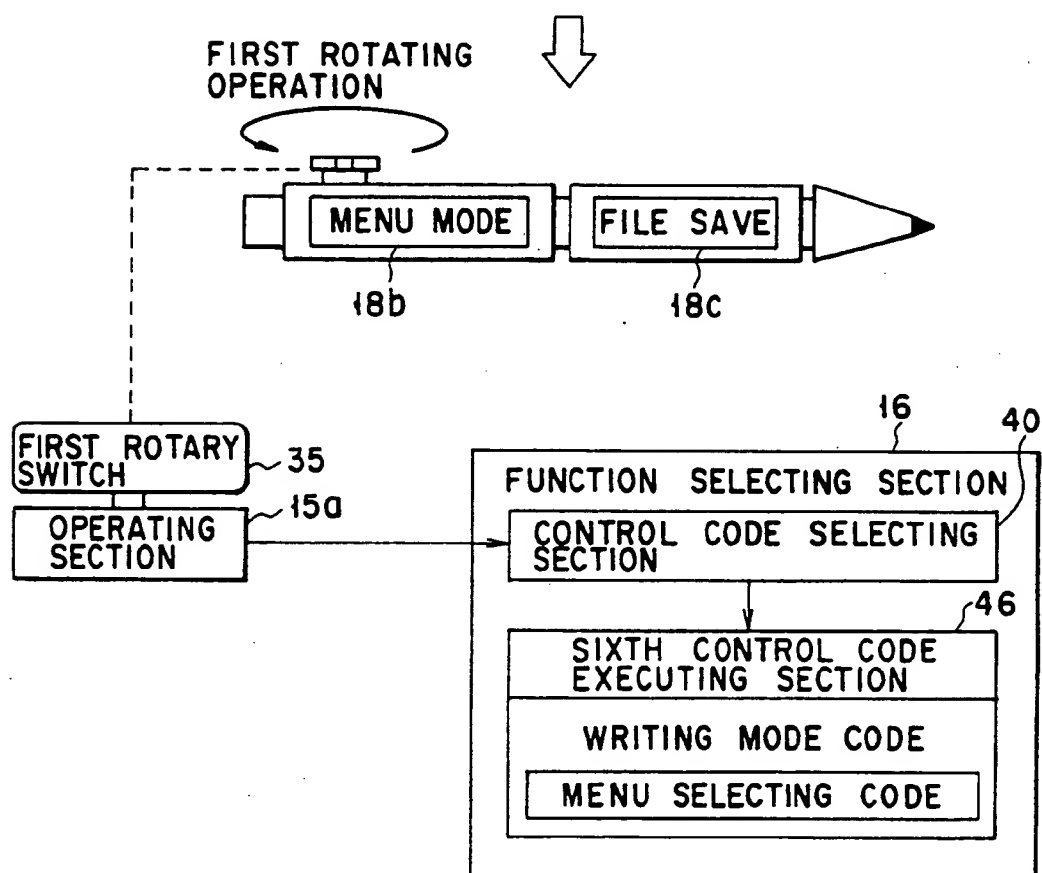 FIRST ROTATING
OPERATION
MENU MODE
FILE SAVE
18b
18c
FIRST ROTARY
SWITCH
35
OPERATING
SECTION
15a
16
40
FUNCTION SELECTING SECTION
CONTROL CODE SELECTING
SECTION
46
SIXTH CONTROL CODE
EXECUTING SECTION
WRITING MODE CODE
MENU SELECTING CODE